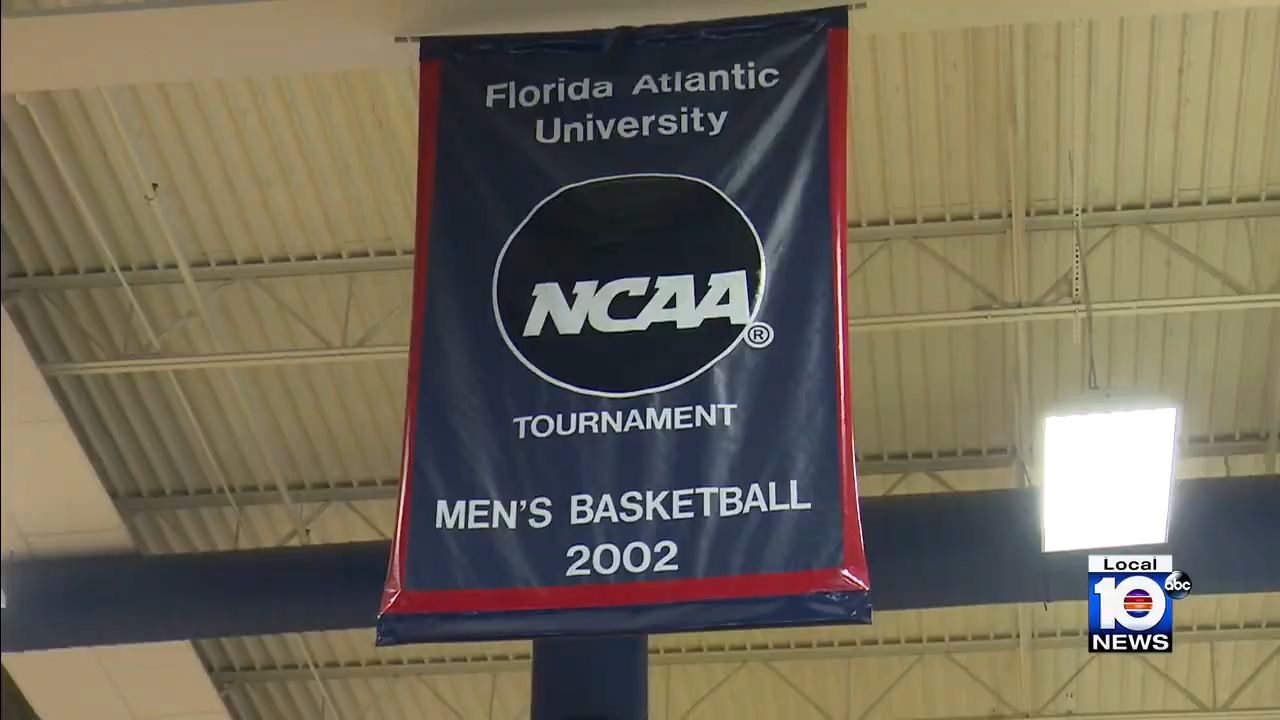 Florida Atlantic
University
NCAA
®
TOURNAMENT
MEN'S BASKETBALL
2002
Local
10
abc
NEWS